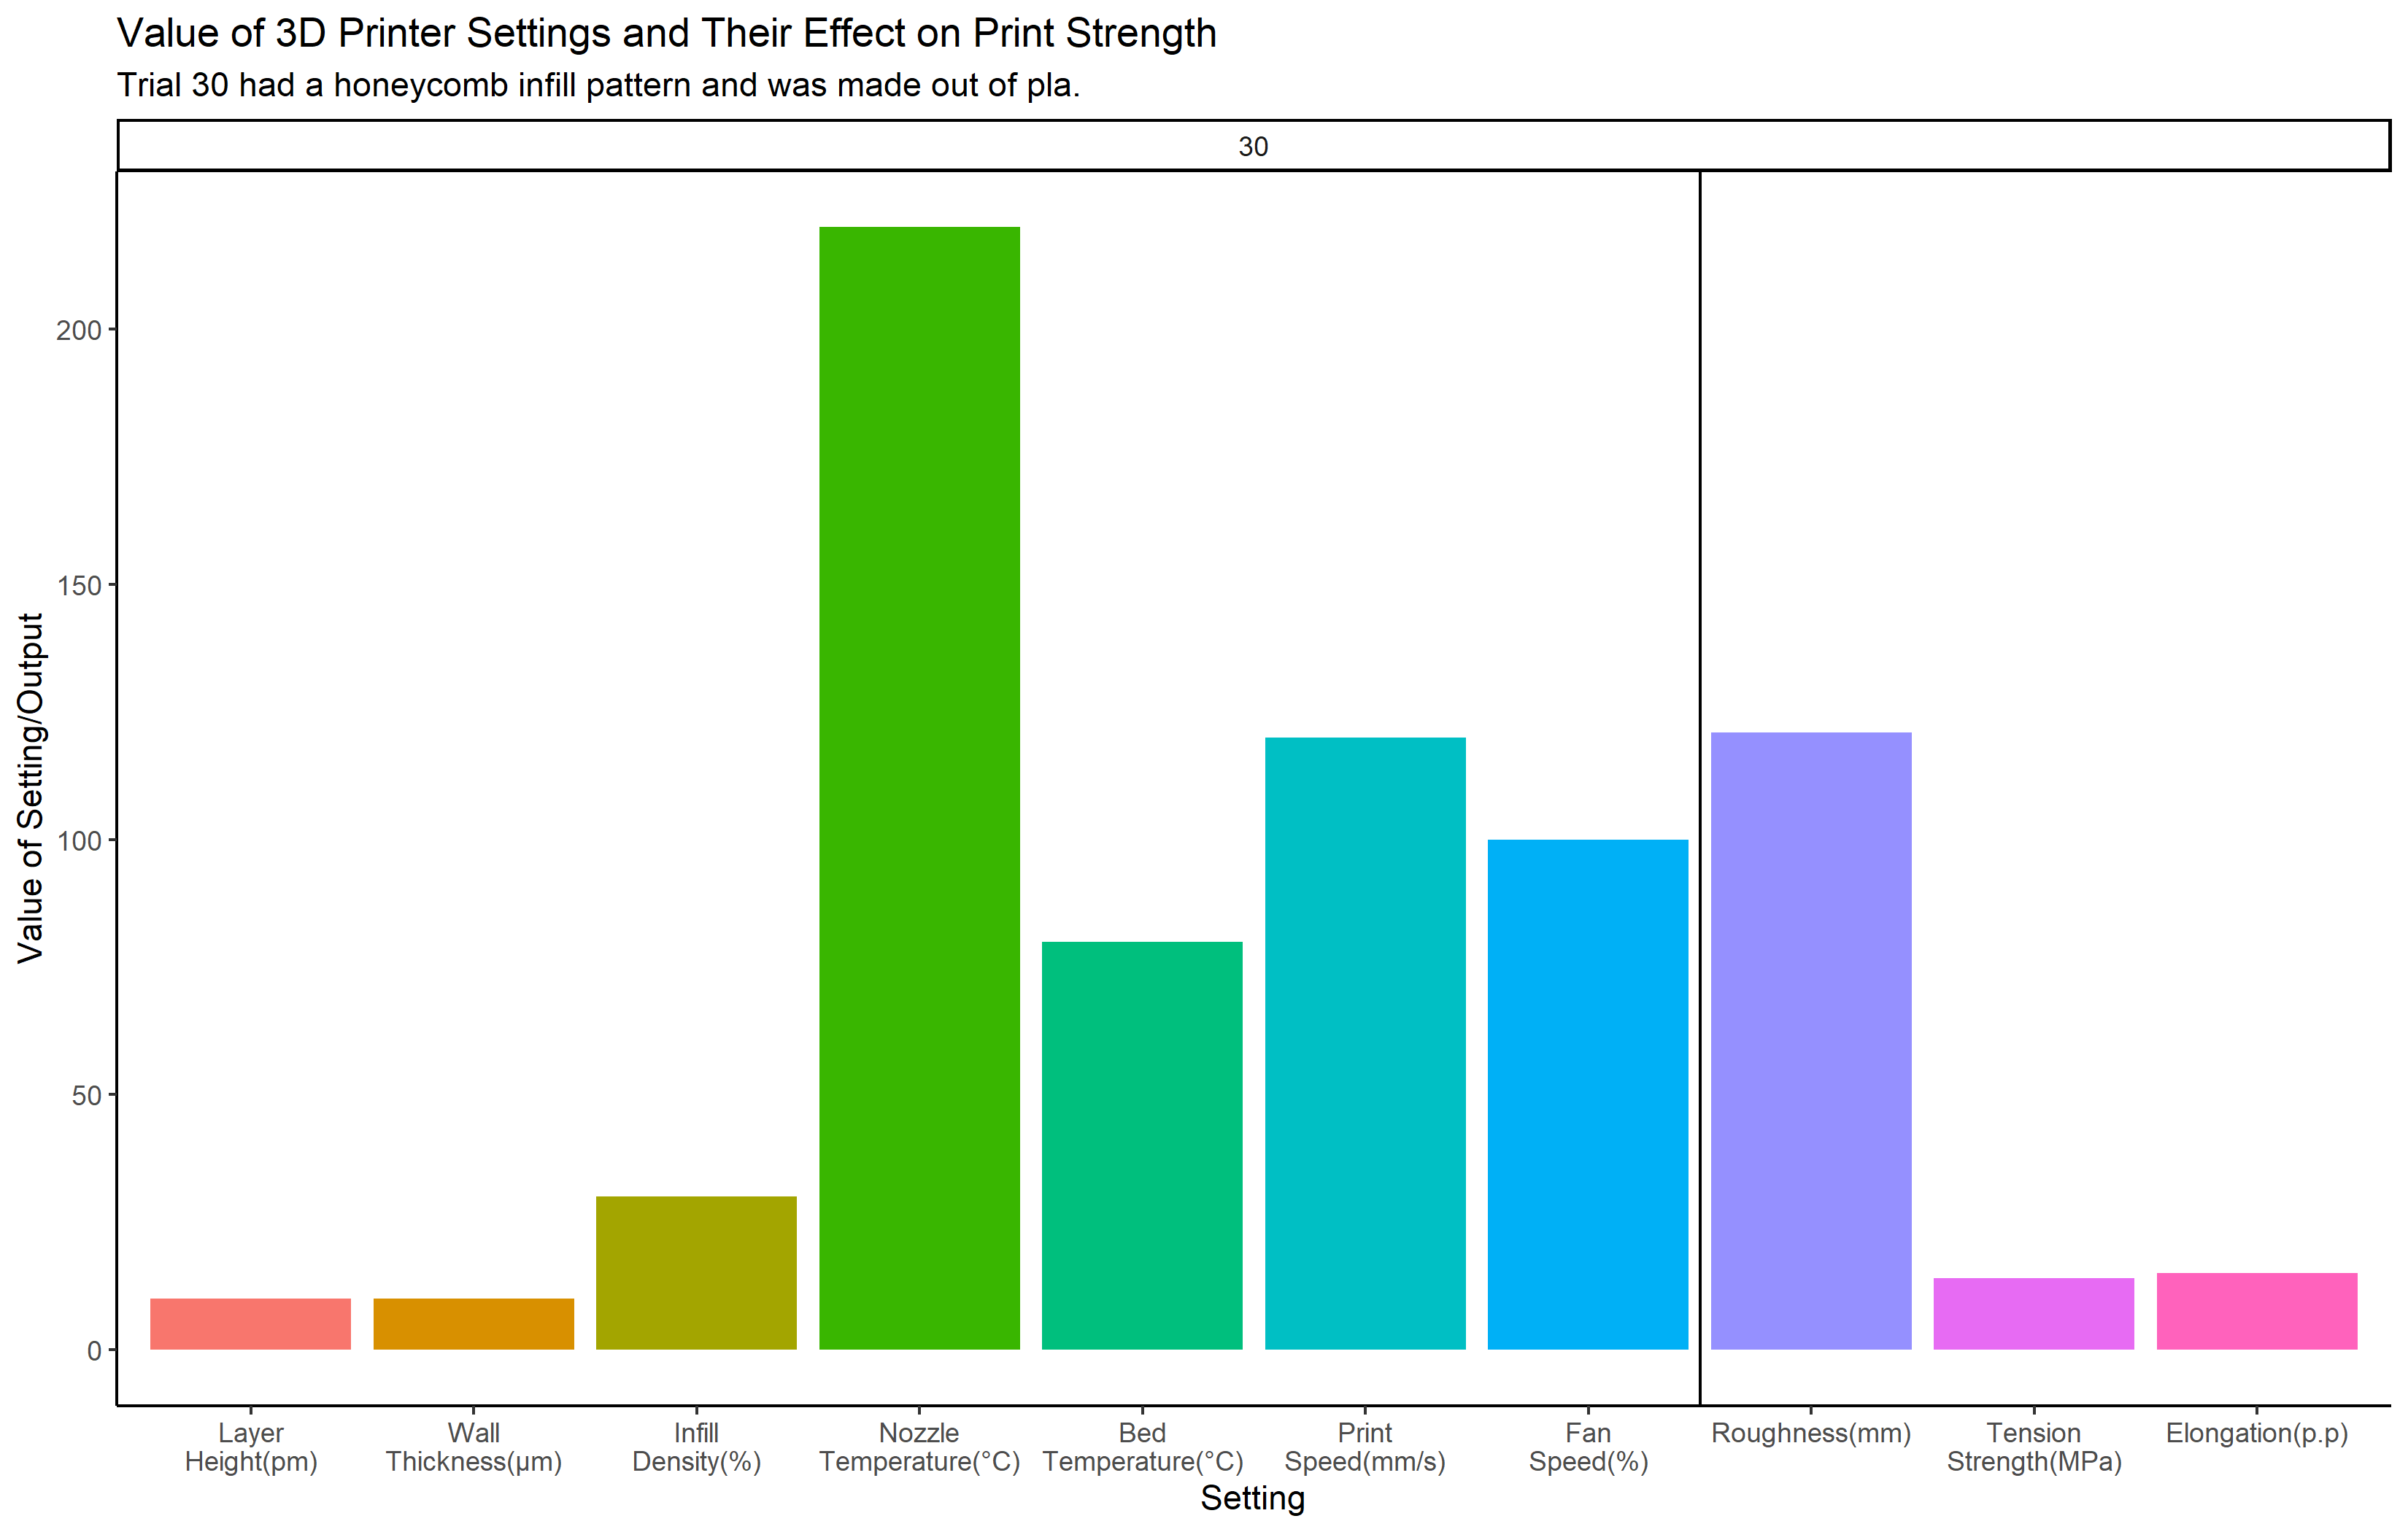 Value of 3D Printer Settings and Their Effect on Print Strength
Trial 30 had a honeycomb infill pattern and was made out of pla.
30
Value of Setting/Output
200
150
100
50
0
Layer
Height(pm)
Wall
Thickness(µm)
Infill
Density(%)
Nozzle
Temperature(°C)
Bed
Temperature(°C)
Print
Speed(mm/s)
Fan
Speed(%)
Roughness(mm)
Tension
Strength(MPa)
Elongation(p.p)
Setting